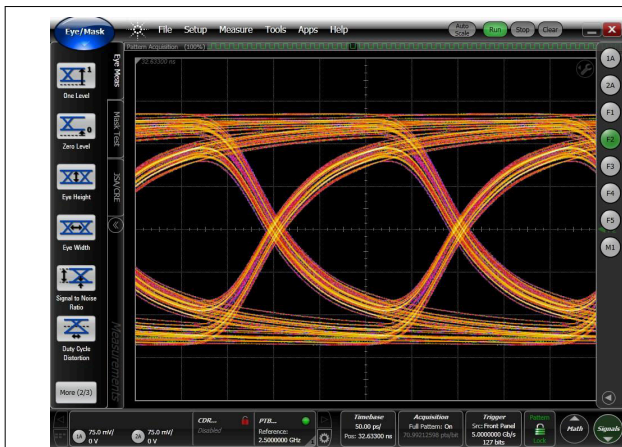 Eye/Mask
File Setup Measure Tools Apps Help
Auto Scale
Run
Stop
Clear
Pattern Acquisition (100%)
32.63300 ns
Eye Meas
Mask Test
JSA/CRE
One Level
Zero Level
Eye Height
Eye Width
Signal to Noise
Ratio
Duty Cycle
Distortion
More (2/3)
Measurements
1A
2A
F1
F2
F3
F4
F5
M1
1A 75.0 mV/
0 V
2A 75.0 mV/
0 V
CDR...
Disabled
PTB...
Reference:
2.5000000 GHz
Timebase
50.00 ps/
Pos: 32.63300 ns
Acquisition
Full Pattern: On
70.99212598 pts/bit
Trigger
Src: Front Panel
5.0000000 Gb/s
127 bits
Pattern
Lock
Math
Signals